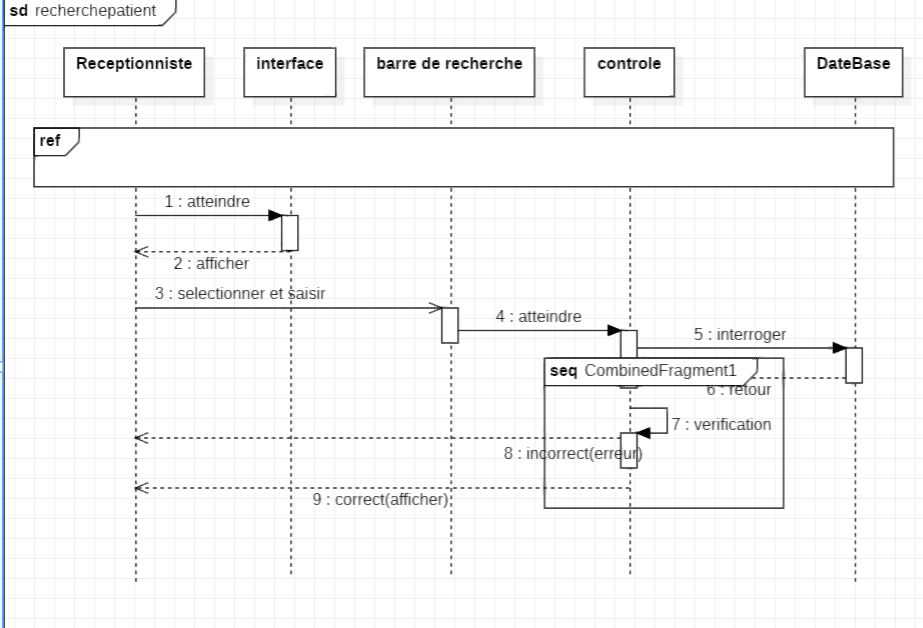 sd recherchepatient
Receptionniste
interface
barre de recherche
controle
DateBase
ref
1 : atteindre
2 : afficher
3 : selectionner et saisir
4 : atteindre
5 : interroger
seq CombinedFragment1
6 : retour
7 : verification
8 : incorrect(erreur)
9 : correct(afficher)